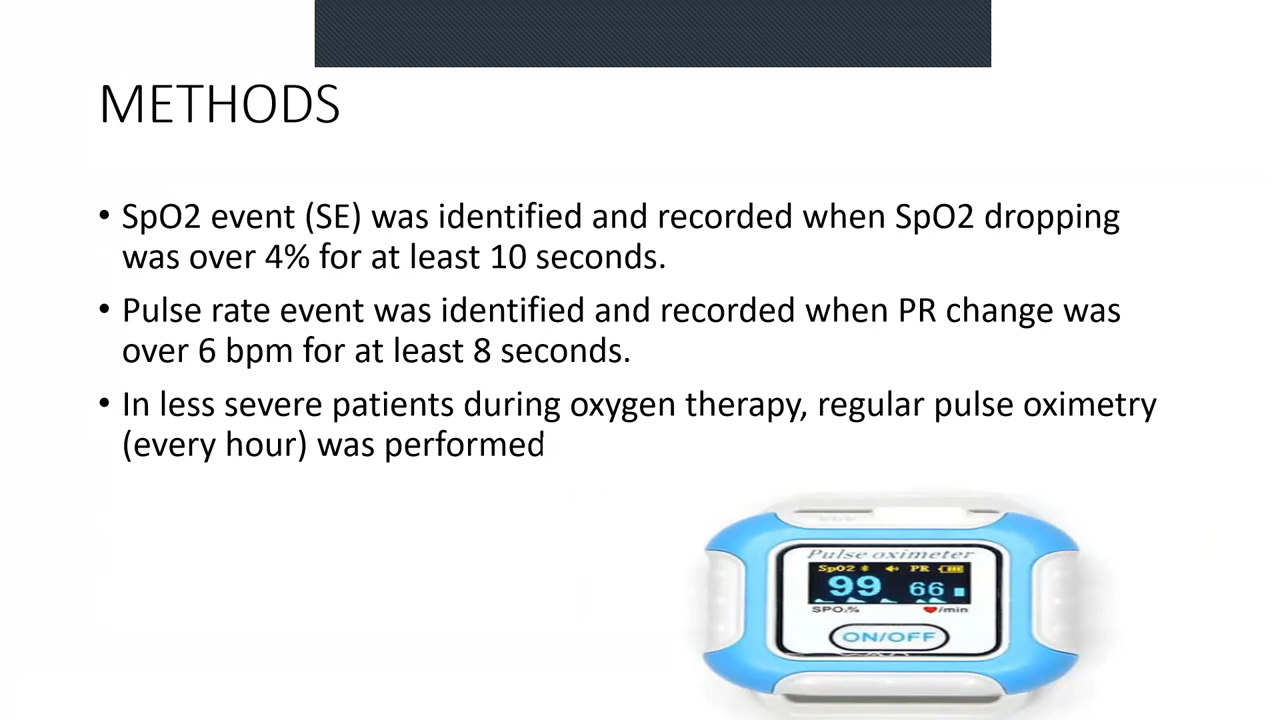 METHODS
• SpO2 event (SE) was identified and recorded when SpO2 dropping
was over 4% for at least 10 seconds.
• Pulse rate event was identified and recorded when PR change was
over 6 bpm for at least 8 seconds.
• In less severe patients during oxygen therapy, regular pulse oximetry
(every hour) was performed
Pulse oximeter
SpO2 PR
99 66
SPO2% /min
ON/OFF